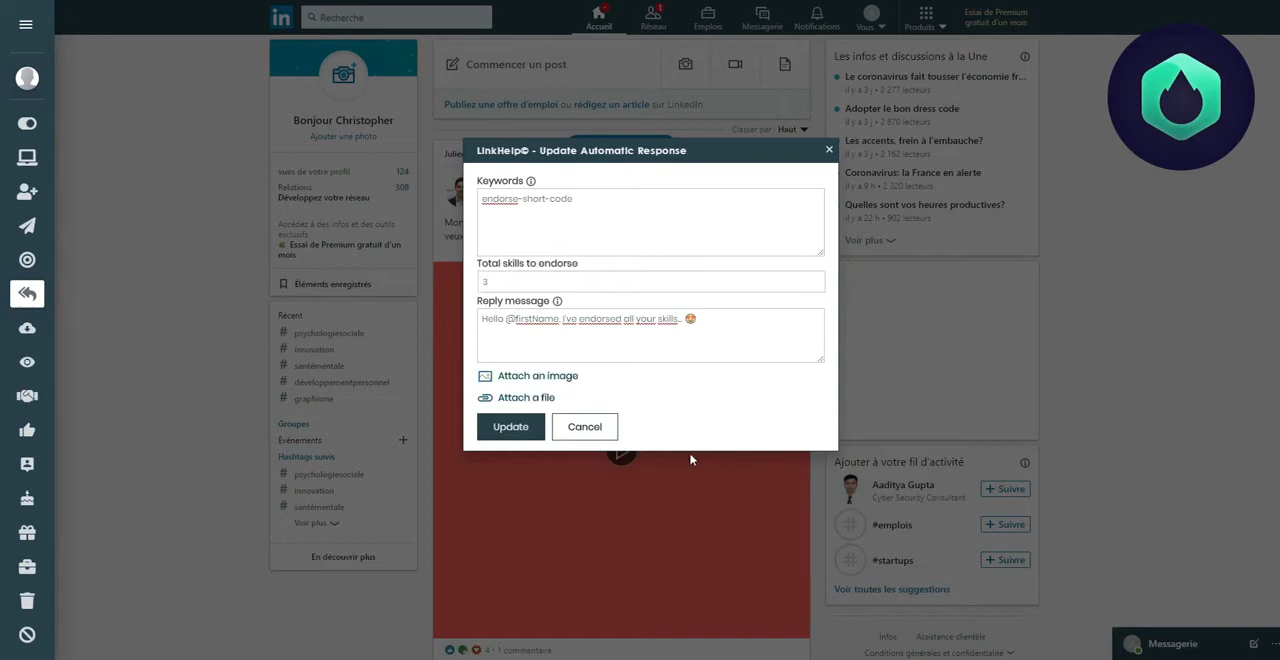 in
Recherche
Accueil
Réseau
1
Emplois
Messagerie
Notifications
Vous
Produits
Essai de Premium
gratuit d'un mois
Bonjour Christopher
Ajouter une photo
vues de votre profil 124
Relations 308
Développez votre réseau
Accédez à des infos et des outils
exclusifs
Essai de Premium gratuit d'un
mois
Éléments enregistrés
Récent
# psychologiesociale
# innovation
# santémentale
# développementpersonnel
# graphisme
Groupes
Événements
Hashtags suivis
# psychologiesociale
# innovation
# santémentale
Voir plus
En découvrir plus
Commencer un post
Publiez une offre d'emploi ou rédigez un article sur LinkedIn
Classer par : Haut
Julie
Mon
veux
LinkHelp© - Update Automatic Response
Keywords
endorse-short-code
Total skills to endorse
3
Reply message
Hello @firstName, I've endorsed all your skills... 🤩
Attach an image
Attach a file
Update
Cancel
4 • 1 commentaire
Les infos et discussions à la Une
Le coronavirus fait tousser l'économie fr...
il y a 3 j • 2 277 lecteurs
Adopter le bon dress code
il y a 3 j • 2 870 lecteurs
Les accents, frein à l'embauche?
il y a 3 j • 2 162 lecteurs
Coronavirus: la France en alerte
il y a 9 h • 2 320 lecteurs
Quelles sont vos heures productives?
il y a 22 h • 902 lecteurs
Voir plus
Ajouter à votre fil d'activité
Aaditya Gupta
Cyber Security Consultant
+ Suivre
# #emplois
+ Suivre
# #startups
+ Suivre
Voir toutes les suggestions
Infos
Assistance clientèle
Conditions générales et confidentialité
Messagerie